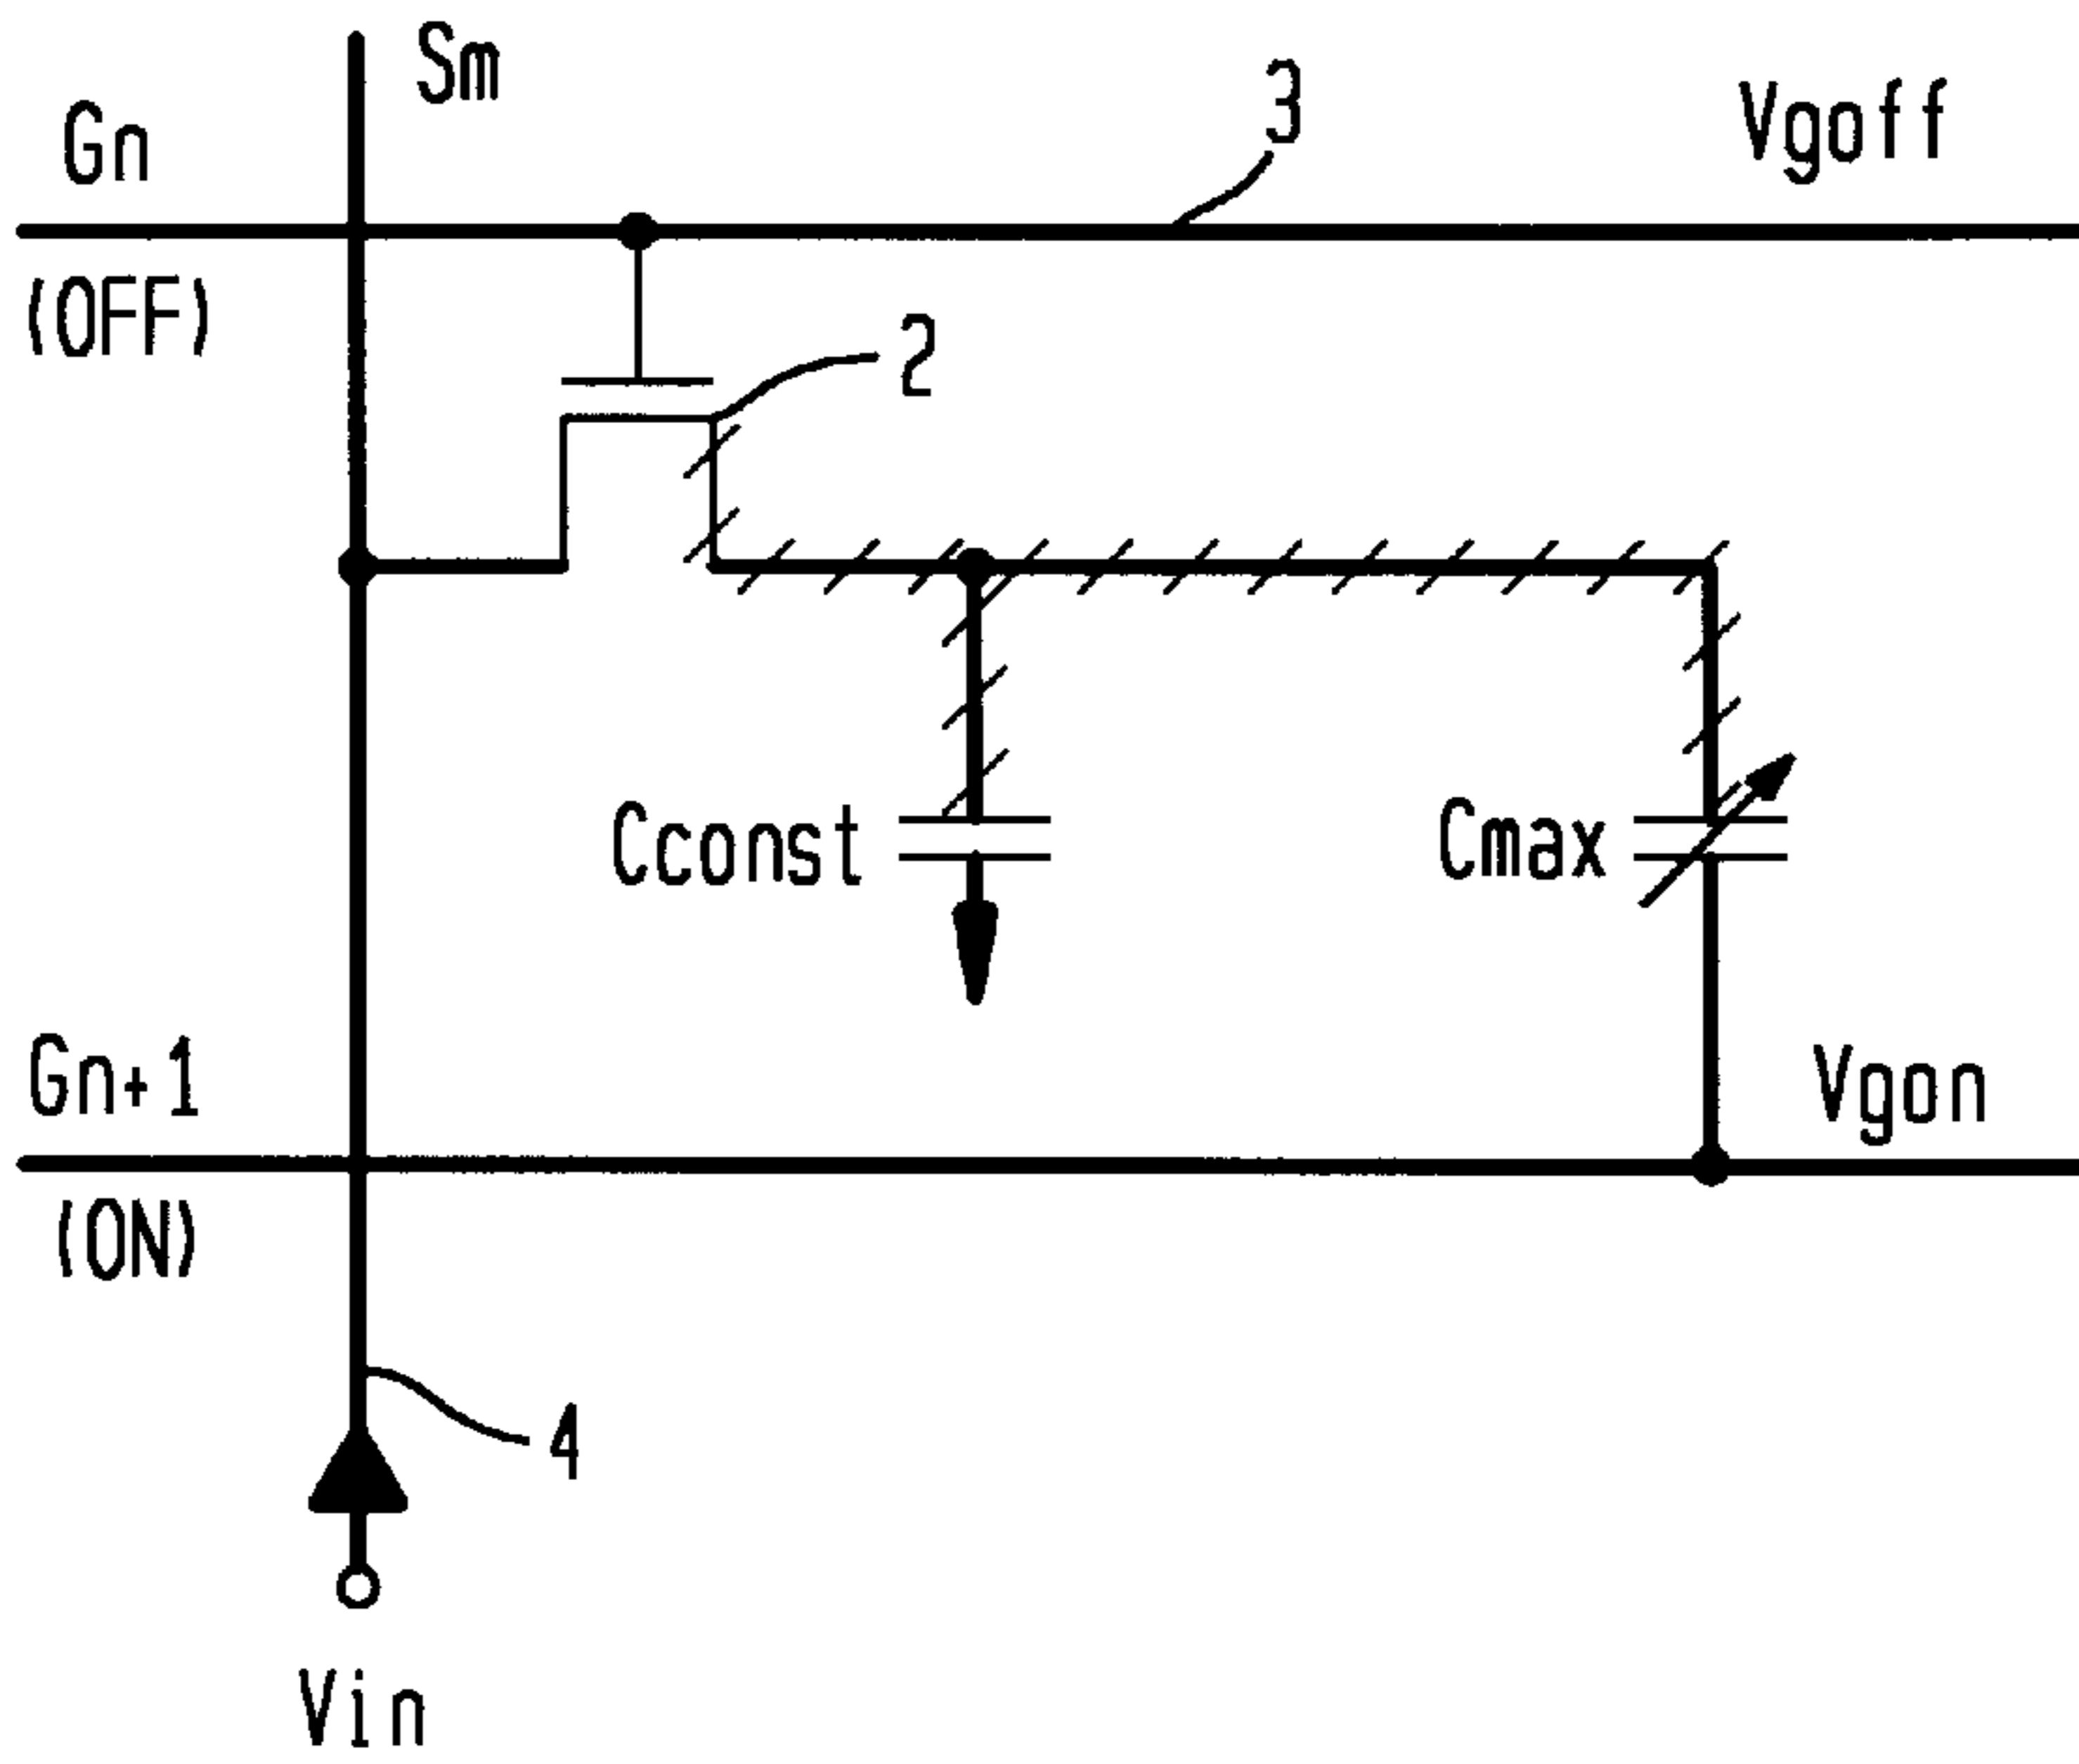 Sm
Gn
3
Vgoff
(OFF)
2
Cconst
Cmax
Gn+1
Vgon
(ON)
4
Vin